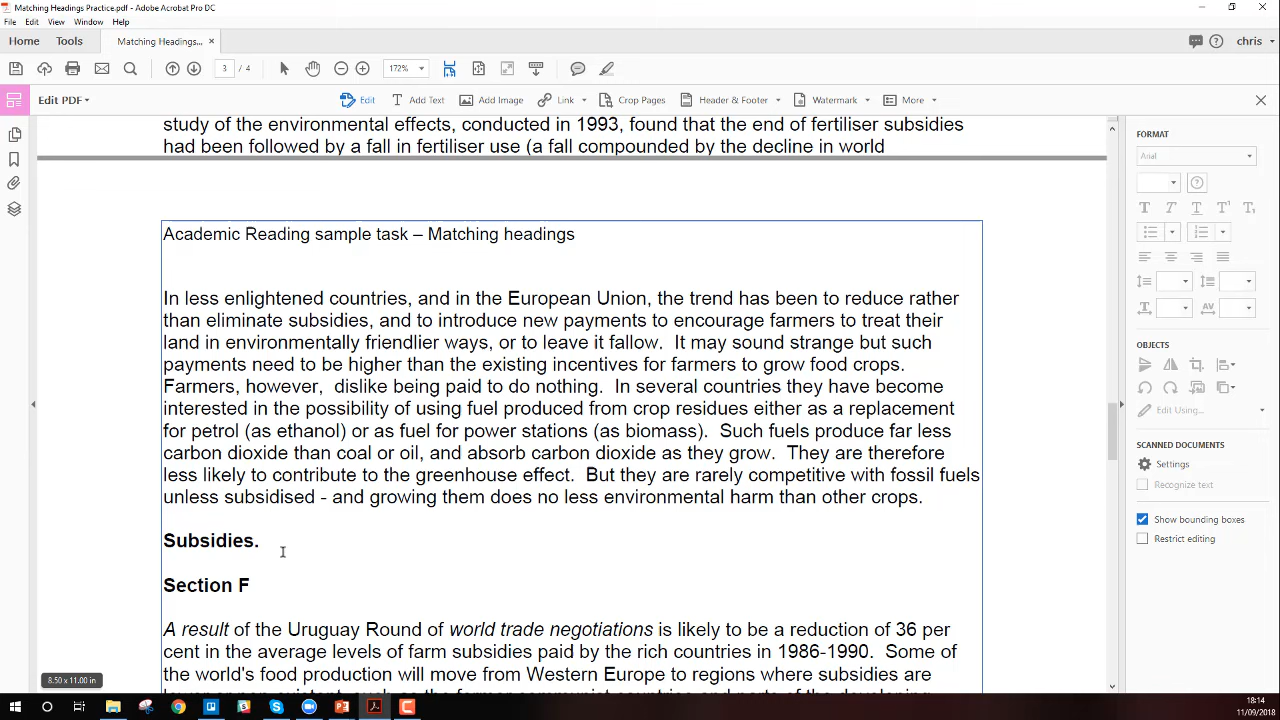 Matching Headings Practice.pdf - Adobe Acrobat Pro DC
File Edit View Window Help
Home Tools Matching Headings... × chris
3 / 4 172%
Edit PDF Edit Add Text Add Image Link Crop Pages Header & Footer Watermark More
study of the environmental effects, conducted in 1993, found that the end of fertiliser subsidies
had been followed by a fall in fertiliser use (a fall compounded by the decline in world
Academic Reading sample task – Matching headings
In less enlightened countries, and in the European Union, the trend has been to reduce rather
than eliminate subsidies, and to introduce new payments to encourage farmers to treat their
land in environmentally friendlier ways, or to leave it fallow. It may sound strange but such
payments need to be higher than the existing incentives for farmers to grow food crops.
Farmers, however, dislike being paid to do nothing. In several countries they have become
interested in the possibility of using fuel produced from crop residues either as a replacement
for petrol (as ethanol) or as fuel for power stations (as biomass). Such fuels produce far less
carbon dioxide than coal or oil, and absorb carbon dioxide as they grow. They are therefore
less likely to contribute to the greenhouse effect. But they are rarely competitive with fossil fuels
unless subsidised - and growing them does no less environmental harm than other crops.
Subsidies.
Section F
A result of the Uruguay Round of world trade negotiations is likely to be a reduction of 36 per
cent in the average levels of farm subsidies paid by the rich countries in 1986-1990. Some of
the world's food production will move from Western Europe to regions where subsidies are
FORMAT
Arial
OBJECTS
Edit Using...
SCANNED DOCUMENTS
Settings
Recognize text
Show bounding boxes
Restrict editing
8.50 x 11.00 in
18:14
11/09/2018